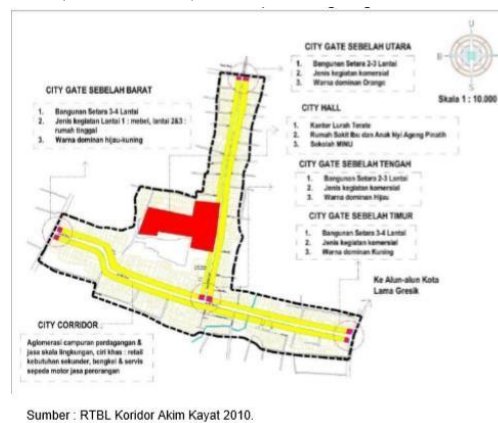 U
B
Skala 1 : 10.000
CITY GATE SEBELAH UTARA
1. Bangunan Setara 2-3 Lantai
2. Jenis kegiatan komersial
3. Warna dominan Orange
CITY GATE SEBELAH BARAT
1. Bangunan Setara 3-4 Lantai
2. Jenis kegiatan Lantai 1 : mebel, lantai 2&3 :
rumah tinggal
3. Warna dominan hijau-kuning
CITY HALL
1. Kantor Lurah Terate
2. Rumah Sakit Ibu dan Anak Nyi Ageng Pinatih
3. Sekolah MINU
CITY GATE SEBELAH TENGAH
1. Bangunan Setara 2-3 Lantai
2. Jenis kegiatan komersial
3. Warna dominan Hijau
CITY GATE SEBELAH TIMUR
1. Bangunan Setara 3-4 Lantai
2. Jenis kegiatan komersial
3. Warna dominan Kuning
Ke Alun-alun Kota
Lama Gresik
CITY CORRIDOR
Aglomerasi campuran perdagangan &
jasa skala lingkungan, ciri khas : retail
kebutuhan sekunder, bengkel & servis
sepeda motor jasa perorangan
Sumber : RTBL Koridor Akim Kayat 2010.